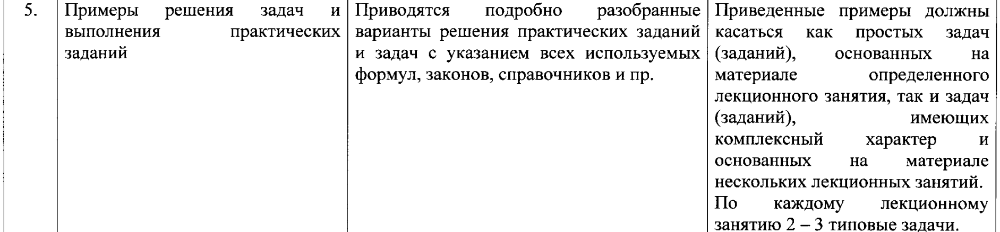 5.
Примеры решения задач и
выполнения практических
заданий
Приводятся подробно разобранные
варианты решения практических заданий
и задач с указанием всех используемых
формул, законов, справочников и пр.
Приведенные примеры должны
касаться как простых задач
(заданий), основанных на
материале определенного
лекционного занятия, так и задач
(заданий), имеющих
комплексный характер и
основанных на материале
нескольких лекционных занятий.
По каждому лекционному
занятию 2 – 3 типовые задачи.